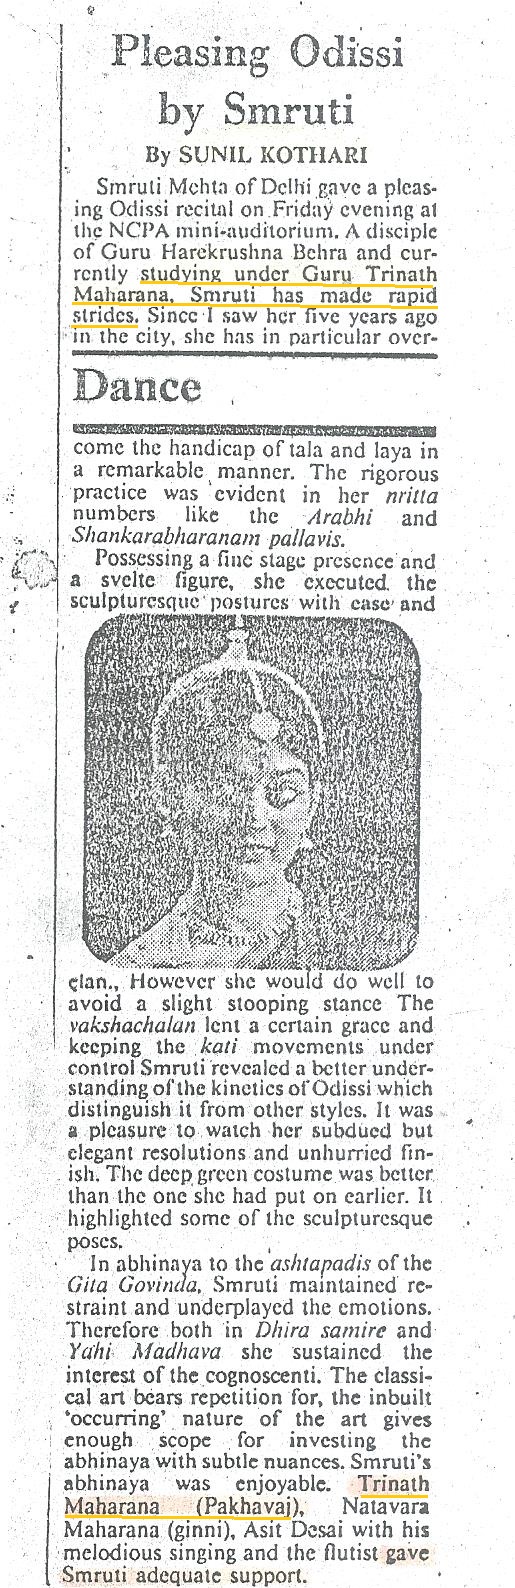 Pleasing Odissi
by Smruti
By SUNIL KOTHARI
Smruti Mehta of Delhi gave a pleas-
ing Odissi recital on Friday evening at
the NCPA mini-auditorium. A disciple
of Guru Harekrushna Behra and cur-
rently studying under Guru Trinath
Maharana, Smruti has made rapid
strides. Since I saw her five years ago
in the city, she has in particular over-
Dance
come the handicap of tala and laya in
a remarkable manner. The rigorous
practice was evident in her nritta
numbers like the Arabhi and
Shankarabharanam pallavis.
Possessing a fine stage presence and
a svelte figure, she executed the
sculpturesque postures with ease and
elan., However she would do well to
avoid a slight stooping stance The
vakshachalan lent a certain grace and
keeping the kati movements under
control Smruti revealed a better under-
standing of the kinetics of Odissi which
distinguish it from other styles. It was
a pleasure to watch her subdued but
elegant resolutions and unhurried fin-
ish. The deep green costume was better
than the one she had put on earlier. It
highlighted some of the sculpturesque
poses.
In abhinaya to the ashtapadis of the
Gita Govinda, Smruti maintained re-
straint and underplayed the emotions.
Therefore both in Dhira samire and
Yahi Madhava she sustained the
interest of the cognoscenti. The classi-
cal art bears repetition for, the inbuilt
'occurring' nature of the art gives
enough scope for investing the
abhinaya with subtle nuances. Smruti's
abhinaya was enjoyable. Trinath
Maharana (Pakhavaj), Natavara
Maharana (ginni), Asit Desai with his
melodious singing and the flutist gave
Smruti adequate support.